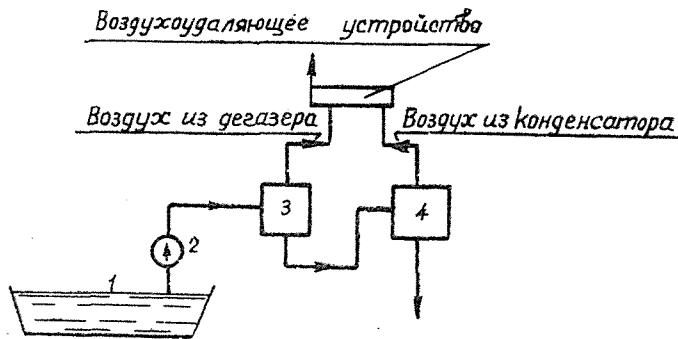 Воздухоудаляющее устройство
Воздух из дегазера
Воздух из конденсатора
3
4
2
1